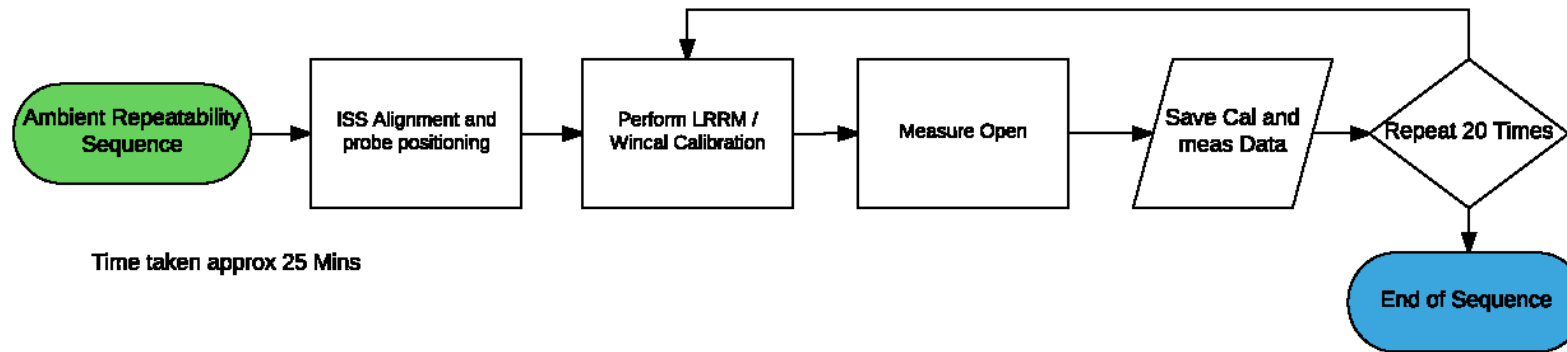 Ambient Repeatability
Sequence
ISS Alignment and
probe positioning
Perform LRRM /
Wincal Calibration
Measure Open
Save Cal and
meas Data
Repeat 20 Times
Time taken approx 25 Mins
End of Sequence